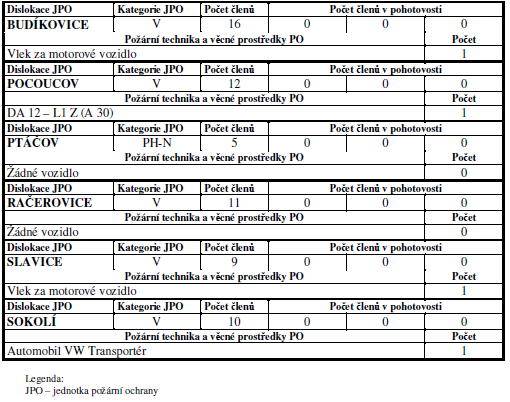 Dislokace JPO Kategorie JPO Počet členů Počet členů v pohotovosti
BUDÍKOVICE V 16 0 0 0
Požární technika a věcné prostředky PO Počet
Vlek za motorové vozidlo 1
Dislokace JPO Kategorie JPO Počet členů Počet členů v pohotovosti
POCOUCOV V 12 0 0 0
Požární technika a věcné prostředky PO Počet
DA 12 – L1 Z (A 30) 1
Dislokace JPO Kategorie JPO Počet členů Počet členů v pohotovosti
PTÁČOV PH-N 5 0 0 0
Požární technika a věcné prostředky PO Počet
Žádné vozidlo 0
Dislokace JPO Kategorie JPO Počet členů Počet členů v pohotovosti
RAČEROVICE V 11 0 0 0
Požární technika a věcné prostředky PO Počet
Žádné vozidlo 0
Dislokace JPO Kategorie JPO Počet členů Počet členů v pohotovosti
SLAVICE V 9 0 0 0
Požární technika a věcné prostředky PO Počet
Vlek za motorové vozidlo 1
Dislokace JPO Kategorie JPO Počet členů Počet členů v pohotovosti
SOKOLÍ V 10 0 0 0
Požární technika a věcné prostředky PO Počet
Automobil VW Transportér 1
Legenda:
JPO – jednotka požární ochrany